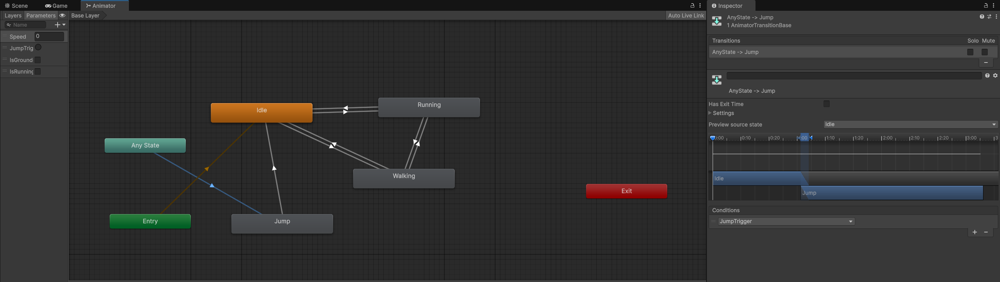 Scene Game Animator
Layers Parameters Base Layer Auto Live Link
Name
Speed 0
JumpTrig
IsGround
IsRunning
Idle
Running
Any State
Walking
Exit
Entry
Jump
Inspector
AnyState -> Jump
1 AnimatorTransitionBase
Transitions Solo Mute
AnyState -> Jump
AnyState -> Jump
Has Exit Time
Settings
Preview source state Idle
:00 0:10 0:20 :00 1:10 1:20 2:00 2:10 2:20 3:00 3
Idle
Jump
Conditions
JumpTrigger